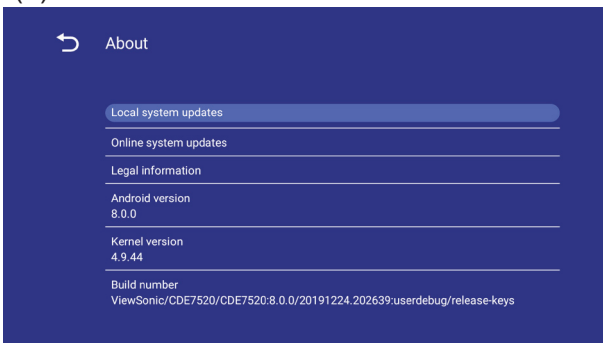 About
Local system updates
Online system updates
Legal information
Android version
8.0.0
Kernel version
4.9.44
Build number
ViewSonic/CDE7520/CDE7520:8.0.0/20191224.202639:userdebug/release-keys